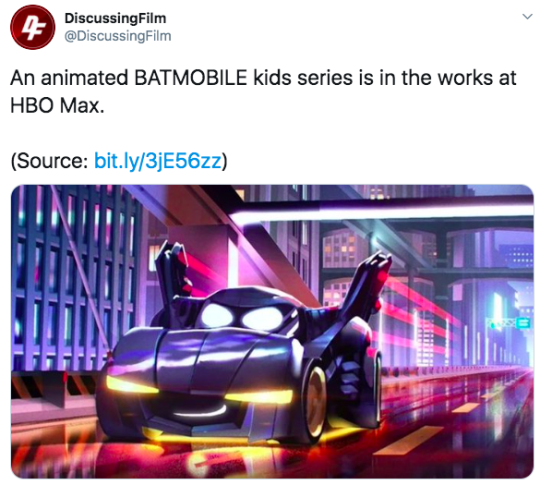 DiscussingFilm
@DiscussingFilm
An animated BATMOBILE kids series is in the works at
HBO Max.
(Source: bit.ly/3jE56zz)